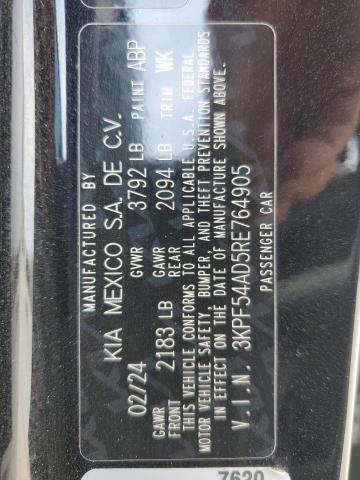 MANUFACTURED BY
KIA MEXICO S.A. DE C.V.
02/24 GVWR 3792 LB PAINT ABP
GAWR FRONT 2183 LB GAWR REAR 2094 LB TRIM WK
THIS VEHICLE CONFORMS TO ALL APPLICABLE U.S.A. FEDERAL
MOTOR VEHICLE SAFETY, BUMPER, AND THEFT PREVENTION STANDARDS
IN EFFECT ON THE DATE OF MANUFACTURE SHOWN ABOVE.
V.I.N. 3KPF54AD5RE764905
PASSENGER CAR
7620